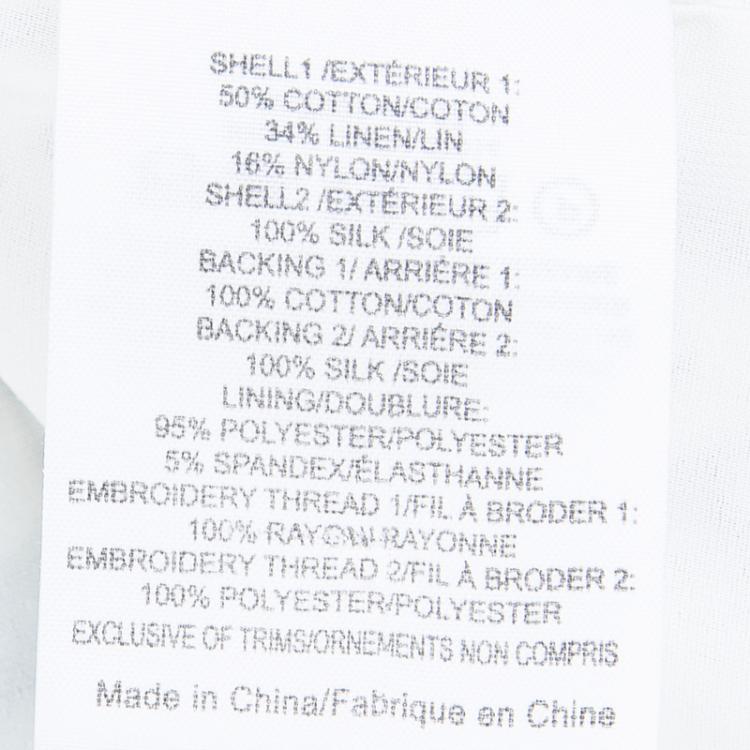 SHELL1 /EXTÉRIEUR 1:
50% COTTON/COTON
34% LINEN/LIN
16% NYLON/NYLON
SHELL2 /EXTÉRIEUR 2:
100% SILK /SOIE
BACKING 1/ ARRIÉRE 1:
100% COTTON/COTON
BACKING 2/ ARRIÉRE 2:
100% SILK /SOIE
LINING/DOUBLURE:
95% POLYESTER/POLYESTER
5% SPANDEX/ÉLASTHANNE
EMBROIDERY THREAD 1/FIL À BRODER 1:
100% RAYON/RAYONNE
EMBROIDERY THREAD 2/FIL À BRODER 2:
100% POLYESTER/POLYESTER
EXCLUSIVE OF TRIMS/ORNEMENTS NON COMPRIS
Made in China/Fabrique en Chine